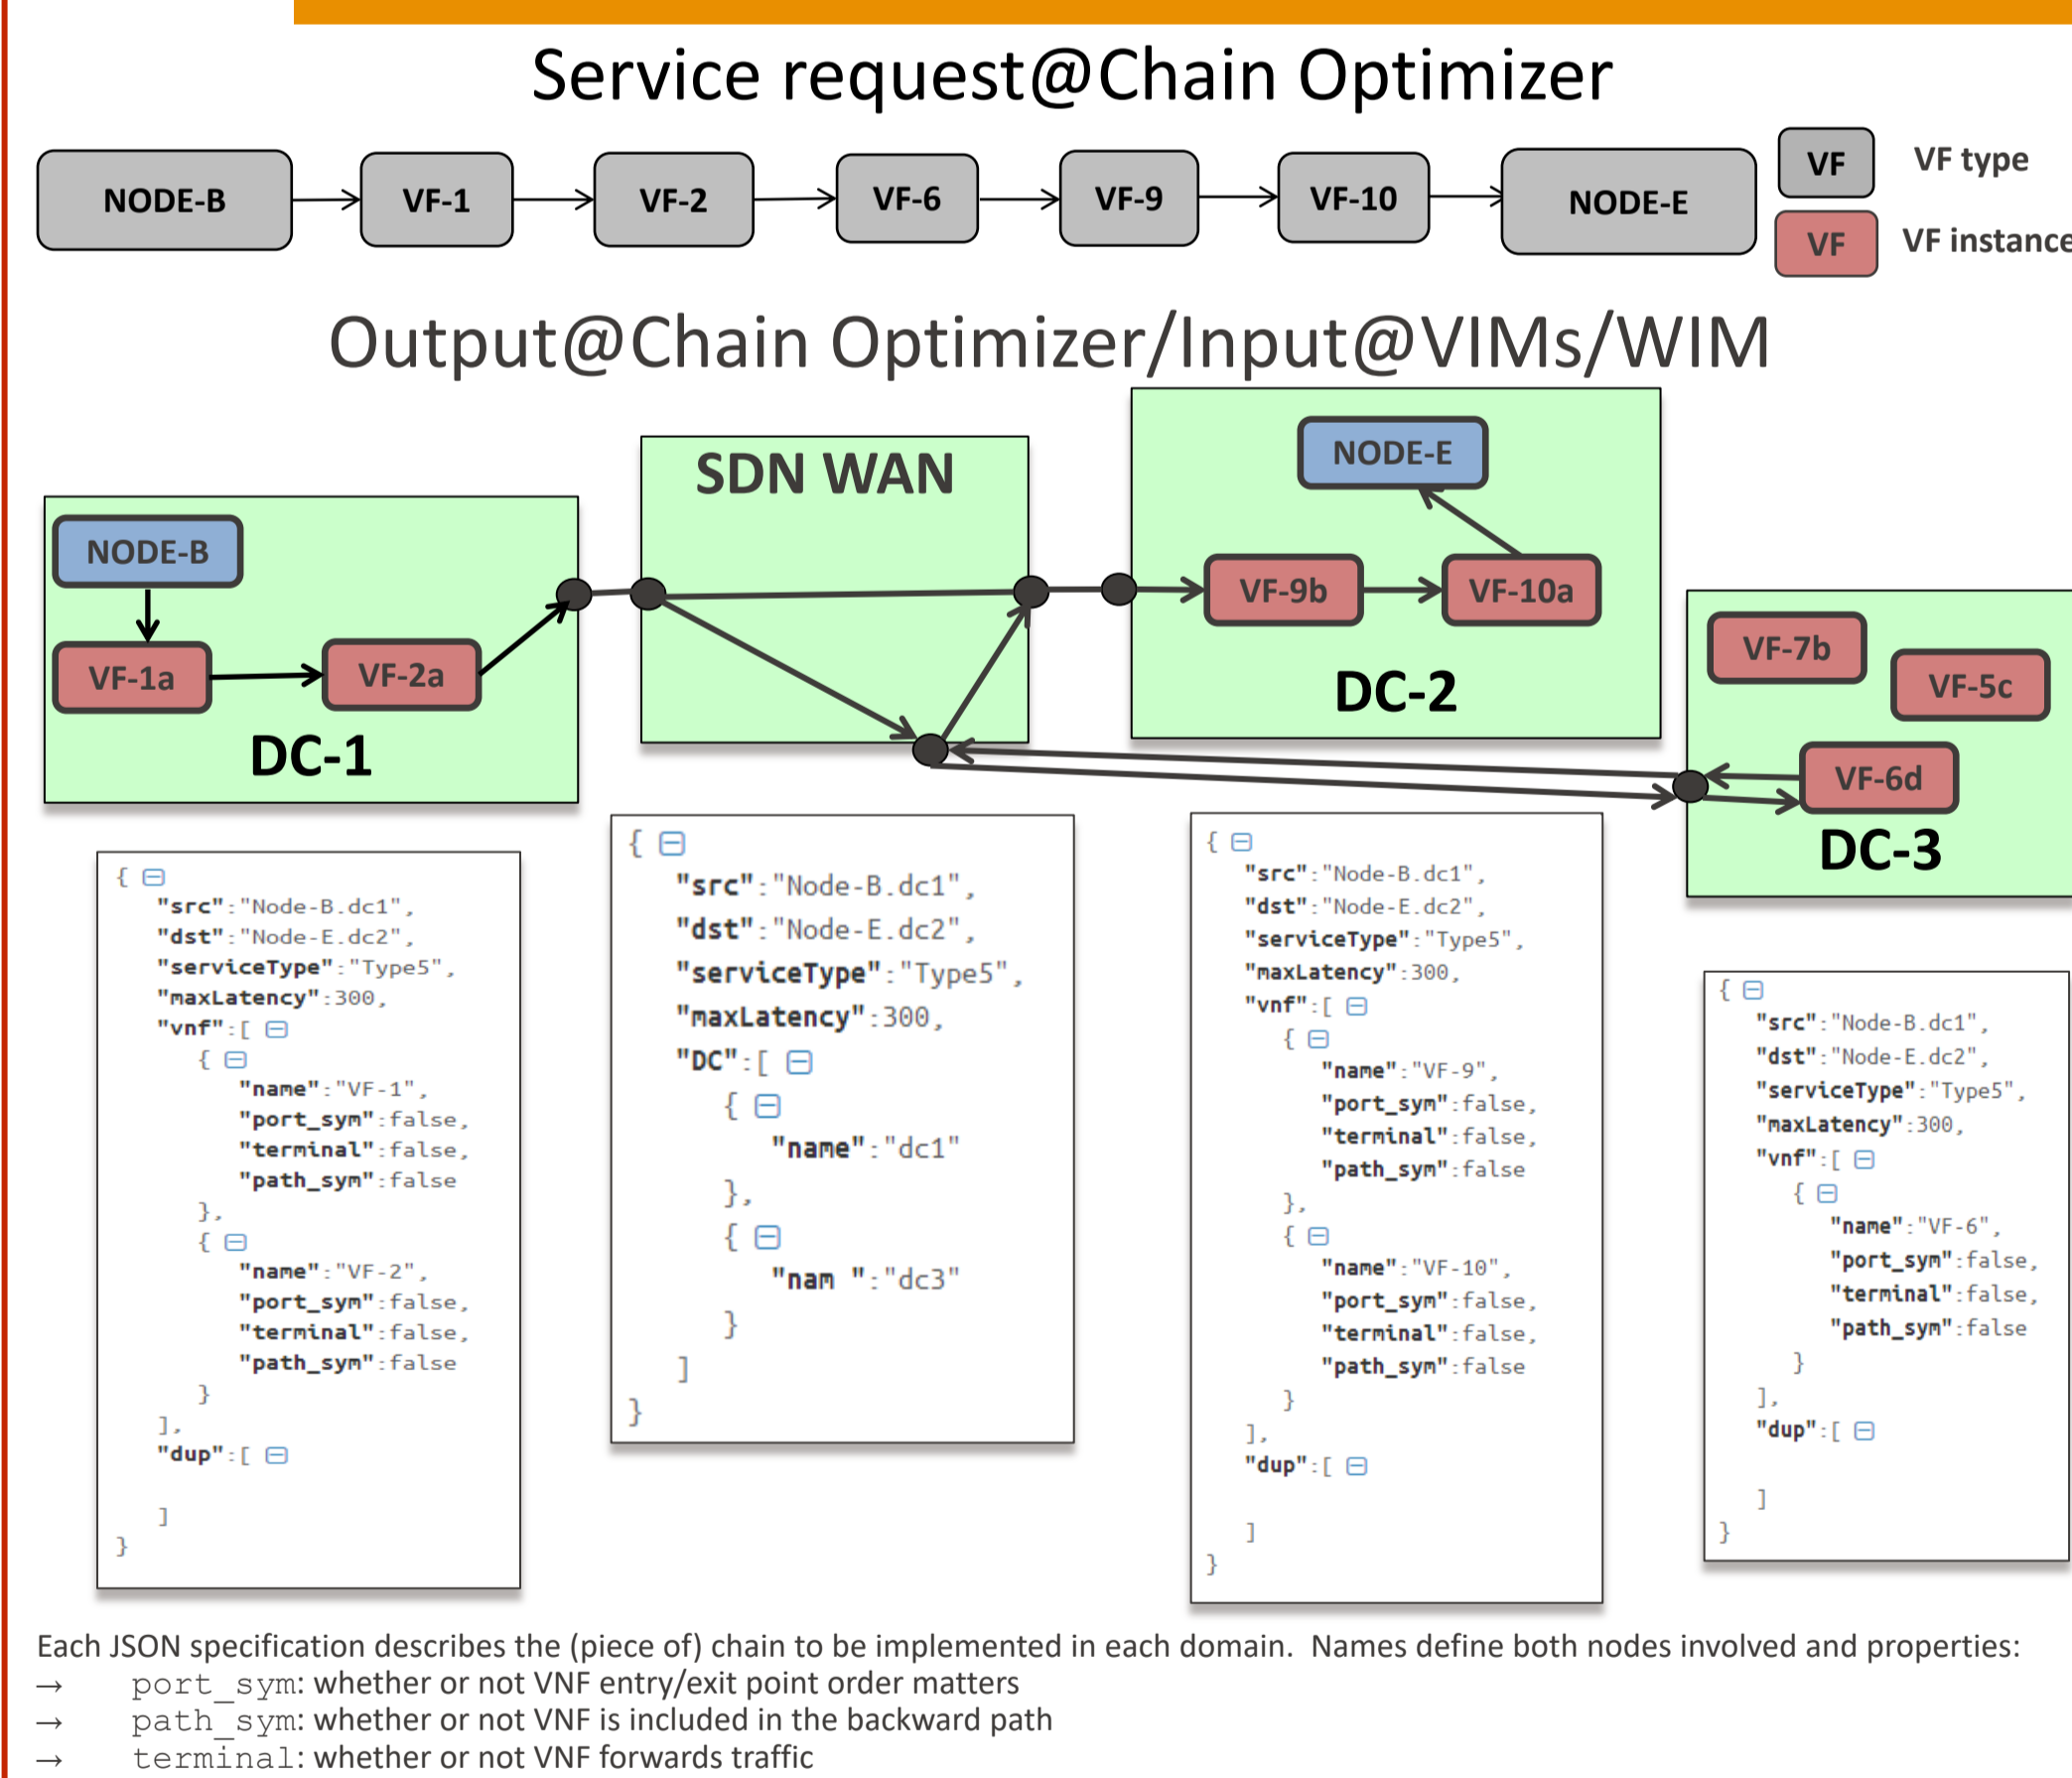 Service request@Chain Optimizer
NODE-B
VF-1
VF-2
VF-6
VF-9
VF-10
NODE-E
VF
VF type
VF
VF instance
Output@Chain Optimizer/Input@VIMs/WIM
NODE-B
VF-1a
VF-2a
DC-1
SDN WAN
NODE-E
VF-9b
VF-10a
DC-2
VF-7b
VF-5c
VF-6d
DC-3
{
"src":"Node-B.dc1",
"dst":"Node-E.dc2",
"serviceType":"Type5",
"maxLatency":300,
"vnf":[
{
"name":"VF-1",
"port_sym":false,
"terminal":false,
"path_sym":false
},
{
"name":"VF-2",
"port_sym":false,
"terminal":false,
"path_sym":false
}
],
"dup":[
]
}
{
"src":"Node-B.dc1",
"dst":"Node-E.dc2",
"serviceType":"Type5",
"maxLatency":300,
"DC":[
{
"name":"dc1"
},
{
"nam ":"dc3"
}
]
}
{
"src":"Node-B.dc1",
"dst":"Node-E.dc2",
"serviceType":"Type5",
"maxLatency":300,
"vnf":[
{
"name":"VF-9",
"port_sym":false,
"terminal":false,
"path_sym":false
},
{
"name":"VF-10",
"port_sym":false,
"terminal":false,
"path_sym":false
}
],
"dup":[
]
}
{
"src":"Node-B.dc1",
"dst":"Node-E.dc2",
"serviceType":"Type5",
"maxLatency":300,
"vnf":[
{
"name":"VF-6",
"port_sym":false,
"terminal":false,
"path_sym":false
}
],
"dup":[
]
}
Each JSON specification describes the (piece of) chain to be implemented in each domain.  Names define both nodes involved and properties:
→ port_sym: whether or not VNF entry/exit point order matters
→ path_sym: whether or not VNF is included in the backward path
→ terminal: whether or not VNF forwards traffic